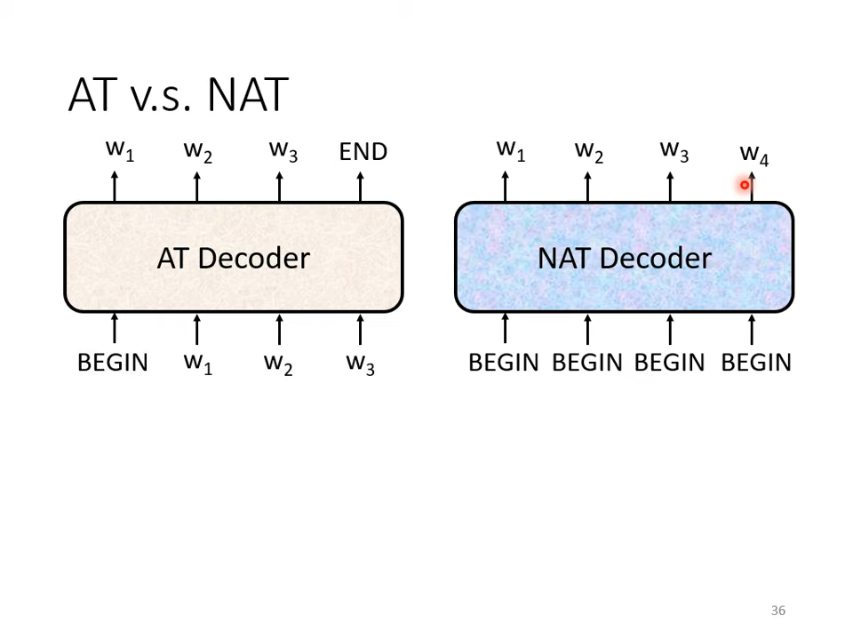 AT v.s. NAT
w₁ w₂ w₃ END
AT Decoder
BEGIN w₁ w₂ w₃
w₁ w₂ w₃ w₄
NAT Decoder
BEGIN BEGIN BEGIN BEGIN
36